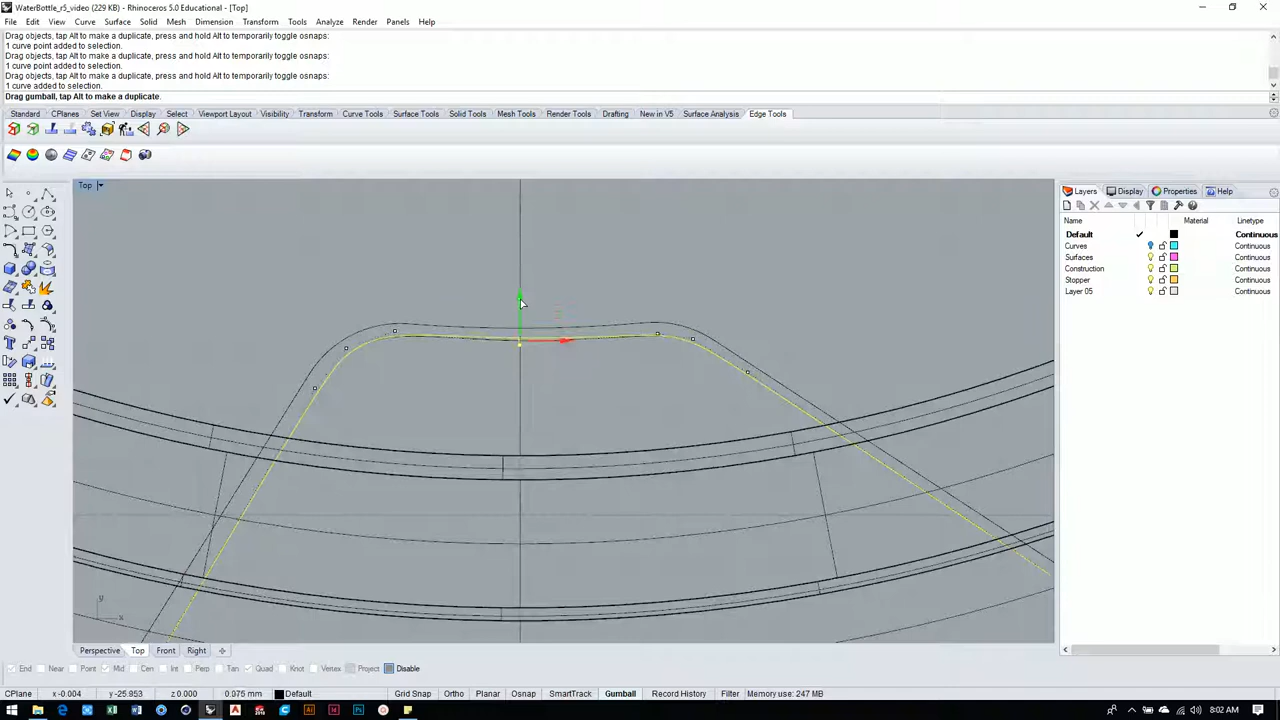 WaterBottle_r5_video (229 KB) - Rhinoceros 5.0 Educational - [Top]
File Edit View Curve Surface Solid Mesh Dimension Transform Tools Analyze Render Panels Help
Drag objects, tap Alt to make a duplicate, press and hold Alt to temporarily toggle osnaps:
1 curve point added to selection.
Drag objects, tap Alt to make a duplicate, press and hold Alt to temporarily toggle osnaps:
1 curve point added to selection.
Drag objects, tap Alt to make a duplicate, press and hold Alt to temporarily toggle osnaps:
1 curve added to selection.
Drag gumball, tap Alt to make a duplicate.
Standard CPlanes Set View Display Select Viewport Layout Visibility Transform Curve Tools Surface Tools Solid Tools Mesh Tools Render Tools Drafting New in V5 Surface Analysis Edge Tools
Top
Layers Display Properties Help
Name Material Linetype
Default Continuous
Curves Continuous
Surfaces Continuous
Construction Continuous
Stopper Continuous
Layer 05 Continuous
y
x
Perspective Top Front Right
End Near Point Mid Cen Int Perp Tan Quad Knot Vertex Project Disable
CPlane x -0.004 y -25.953 z 0.000 0.075 mm Default Grid Snap Ortho Planar Osnap SmartTrack Gumball Record History Filter Memory use: 247 MB
8:02 AM